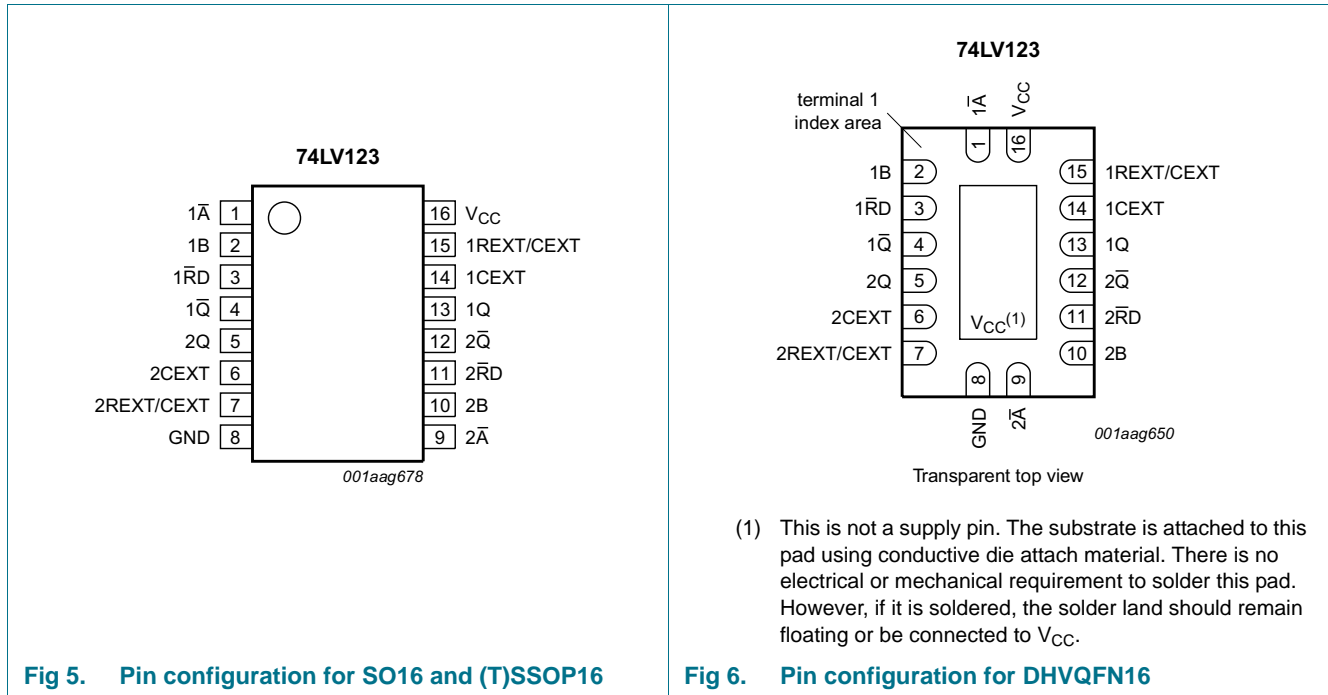 74LV123
1A̅ 1
1B 2
1R̅D 3
1Q̅ 4
2Q 5
2CEXT 6
2REXT/CEXT 7
GND 8
16 VCC
15 1REXT/CEXT
14 1CEXT
13 1Q
12 2Q̅
11 2R̅D
10 2B
9 2A̅
001aag678
Fig 5. Pin configuration for SO16 and (T)SSOP16
74LV123
terminal 1
index area
1A̅
VCC
1
16
1B 2
1R̅D 3
1Q̅ 4
2Q 5
2CEXT 6
2REXT/CEXT 7
15 1REXT/CEXT
14 1CEXT
13 1Q
12 2Q̅
11 2R̅D
10 2B
VCC(1)
8
9
GND
2A̅
001aag650
Transparent top view
(1) This is not a supply pin. The substrate is attached to this
pad using conductive die attach material. There is no
electrical or mechanical requirement to solder this pad.
However, if it is soldered, the solder land should remain
floating or be connected to VCC.
Fig 6. Pin configuration for DHVQFN16